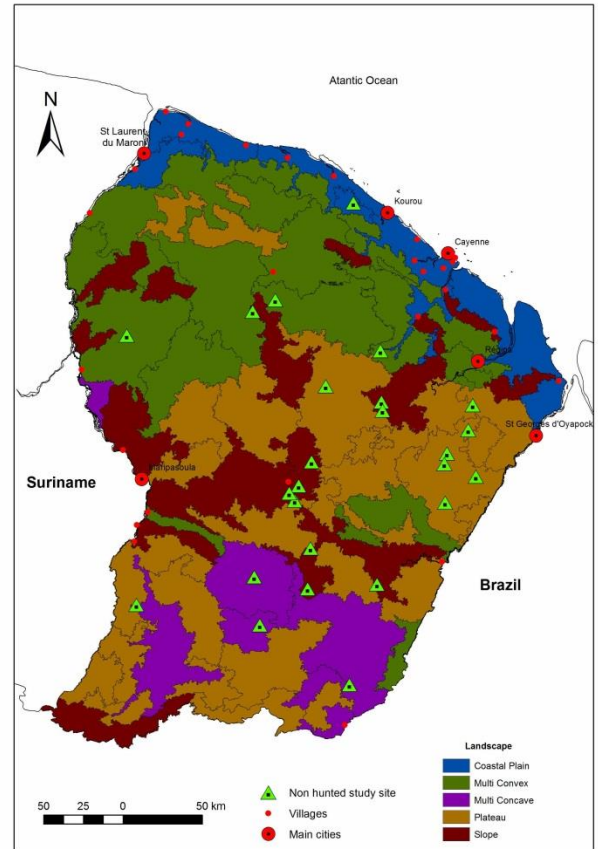 Atantic Ocean
N
St Laurent
du Maroni
Kourou
Cayenne
Régina
St Georges d'Oyapock
Suriname
Maripasoula
Brazil
Landscape
Coastal Plain
Multi Convex
Multi Concave
Plateau
Slope
Non hunted study site
Villages
Main cities
50 25 0 50 km